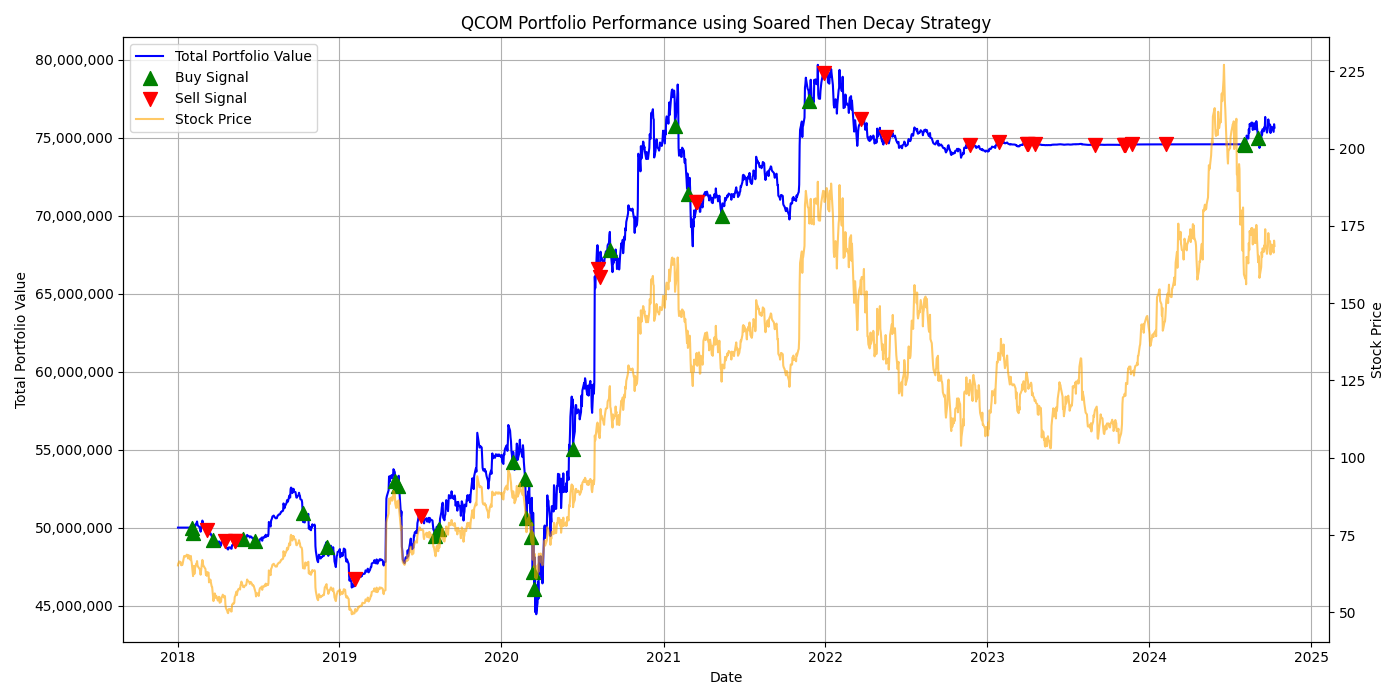 QCOM Portfolio Performance using Soared Then Decay Strategy
Total Portfolio Value
Buy Signal
Sell Signal
Stock Price
80,000,000
75,000,000
70,000,000
65,000,000
60,000,000
55,000,000
50,000,000
45,000,000
Total Portfolio Value
225
200
175
150
125
100
75
50
Stock Price
2018 2019 2020 2021 2022 2023 2024 2025
Date